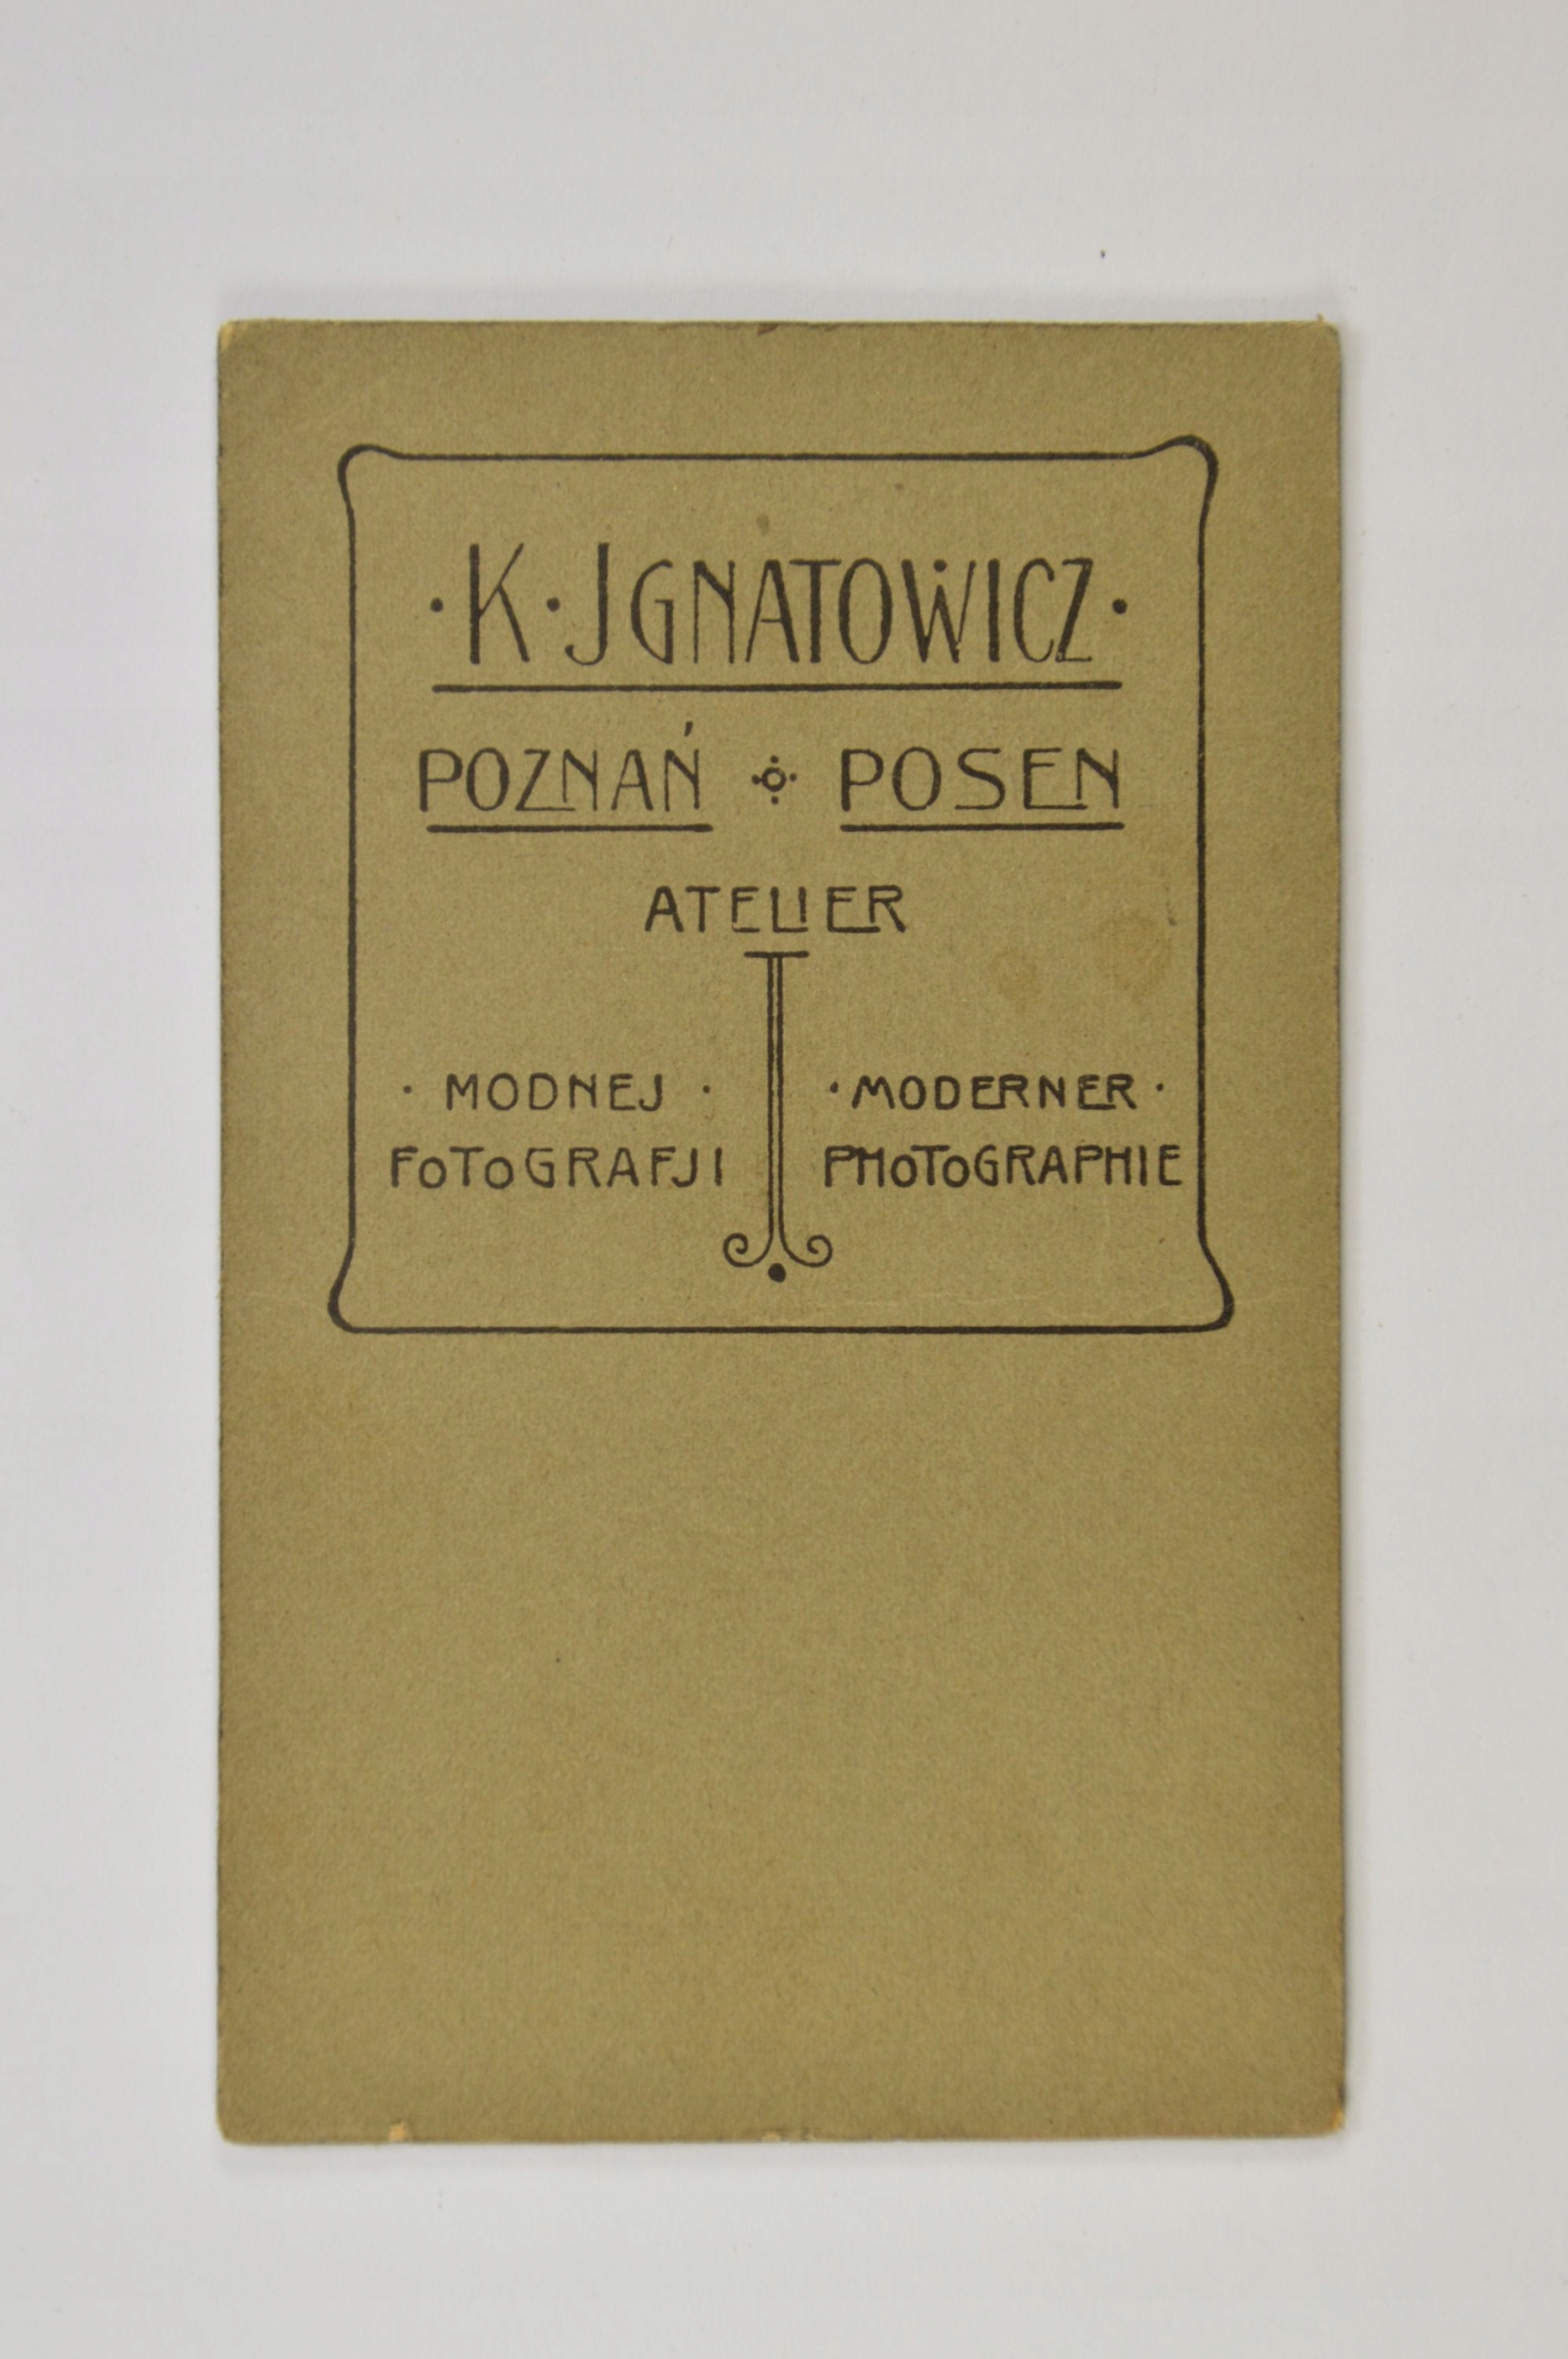 · K · JGNATOWICZ ·
POZNAŃ POSEN
ATELIER
· MODNEJ · · MODERNER ·
FOTOGRAFJI PHOTOGRAPHIE